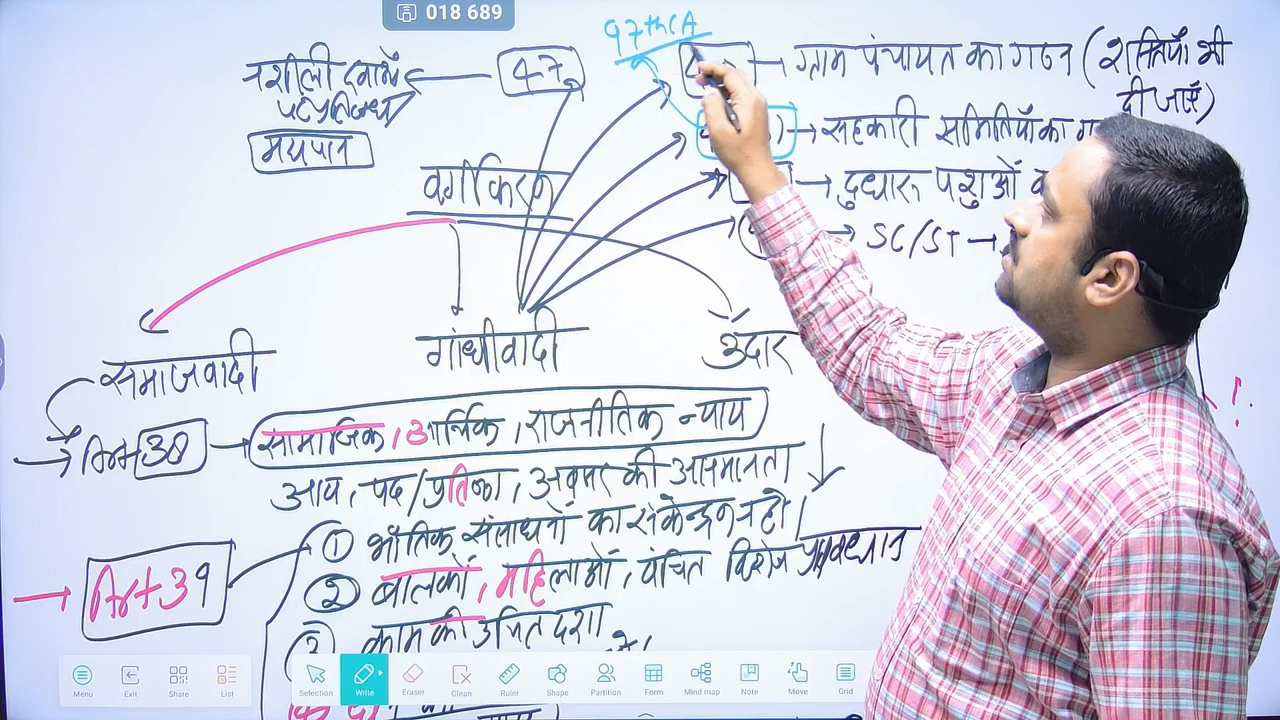 018 689
97th CA
नशीली दवाओं
पर प्रतिबन्ध
मद्यपान
47
ग्राम पंचायत का गठन (शक्तियाँ भी
दी जाएँ)
सहकारी समितियों का
दुधारू पशुओं
SC/ST
वर्गीकरण
समाजवादी
गांधीवादी
उदार
Art 38
सामाजिक, आर्थिक, राजनीतिक न्याय
आय, पद/प्रतिष्ठा, अवसर की असमानता
Art 39
① भौतिक संसाधनों का संकेन्द्रण न हो
② बालकों, महिलाओं, वंचित विशेष प्रावधान
③ काम की उचित दशा
Menu
Exit
Share
List
Selection
Write
Eraser
Clean
Ruler
Shape
Partition
Form
Mind map
Note
Move
Grid